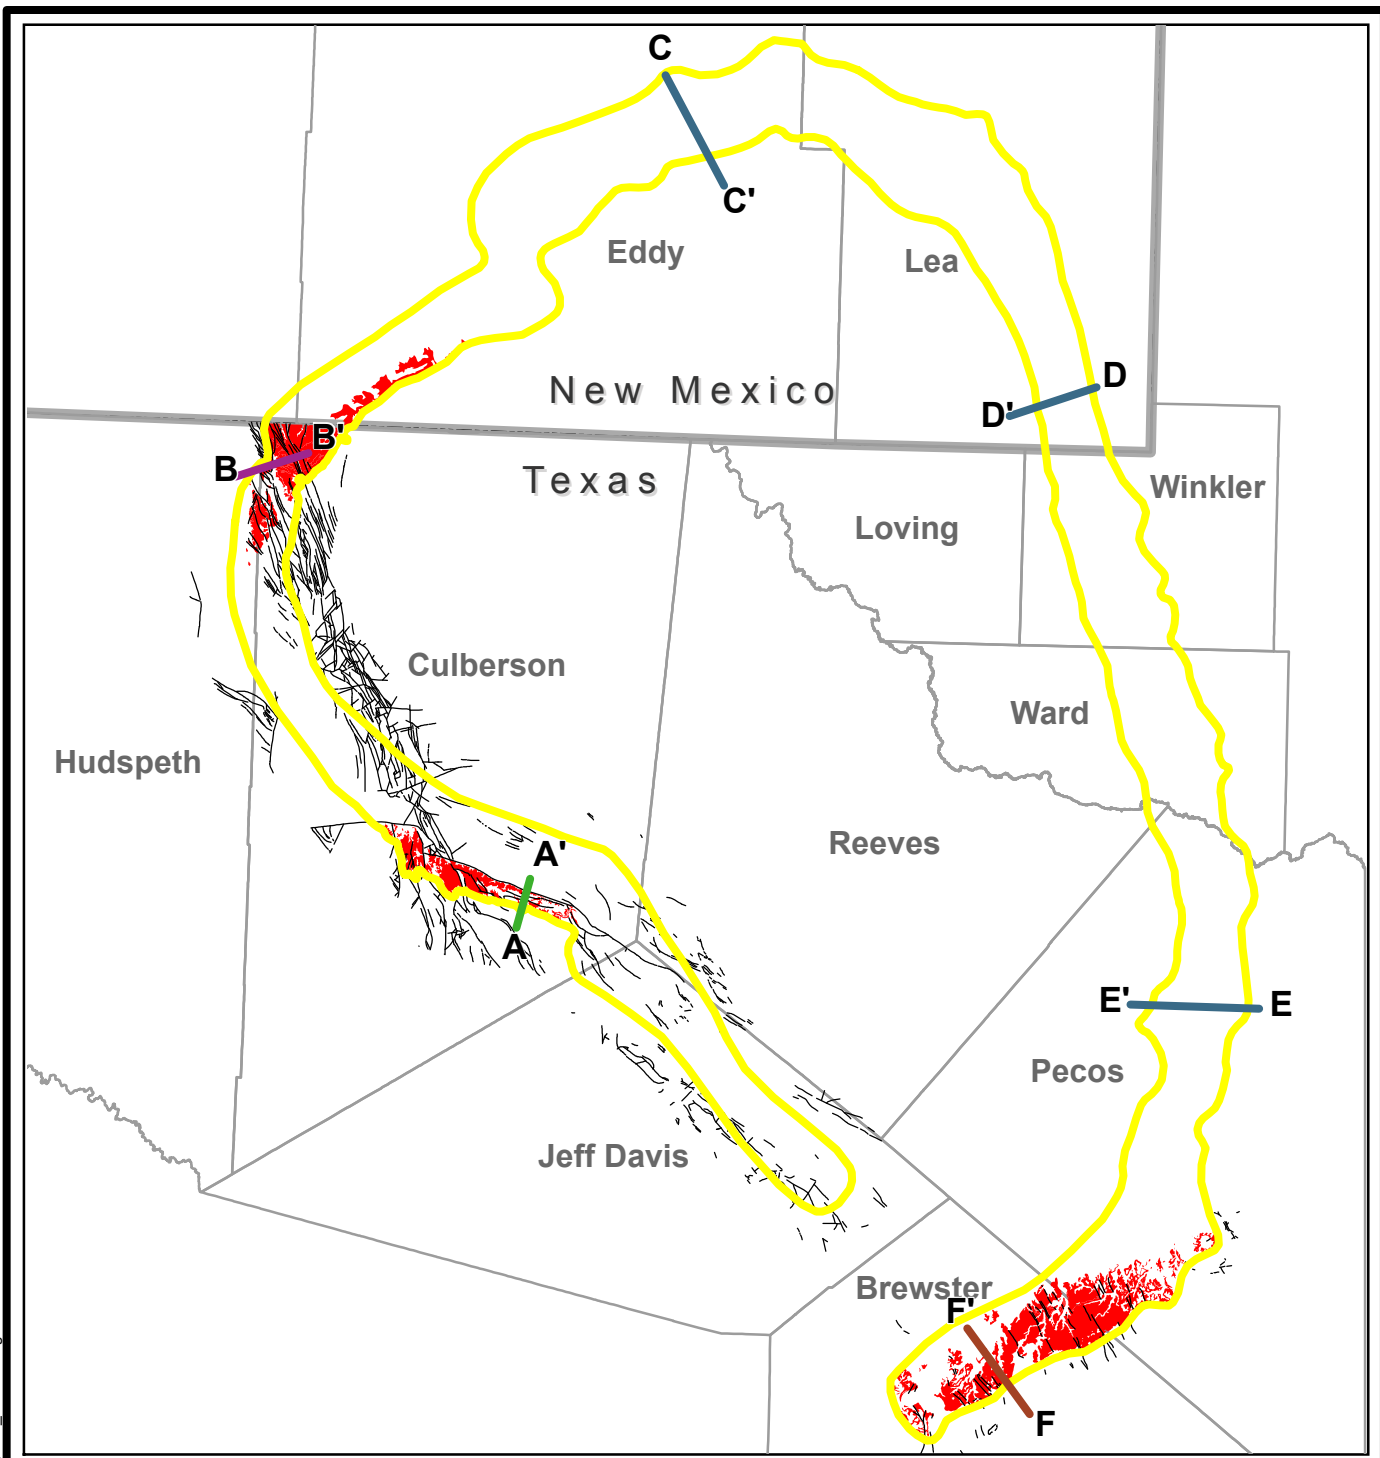 C
C'
Eddy
Lea
D
D'
New Mexico
B'
B
Texas
Winkler
Loving
Culberson
Ward
Hudspeth
Reeves
A'
A
E'
E
Pecos
Jeff Davis
Brewster
F'
F